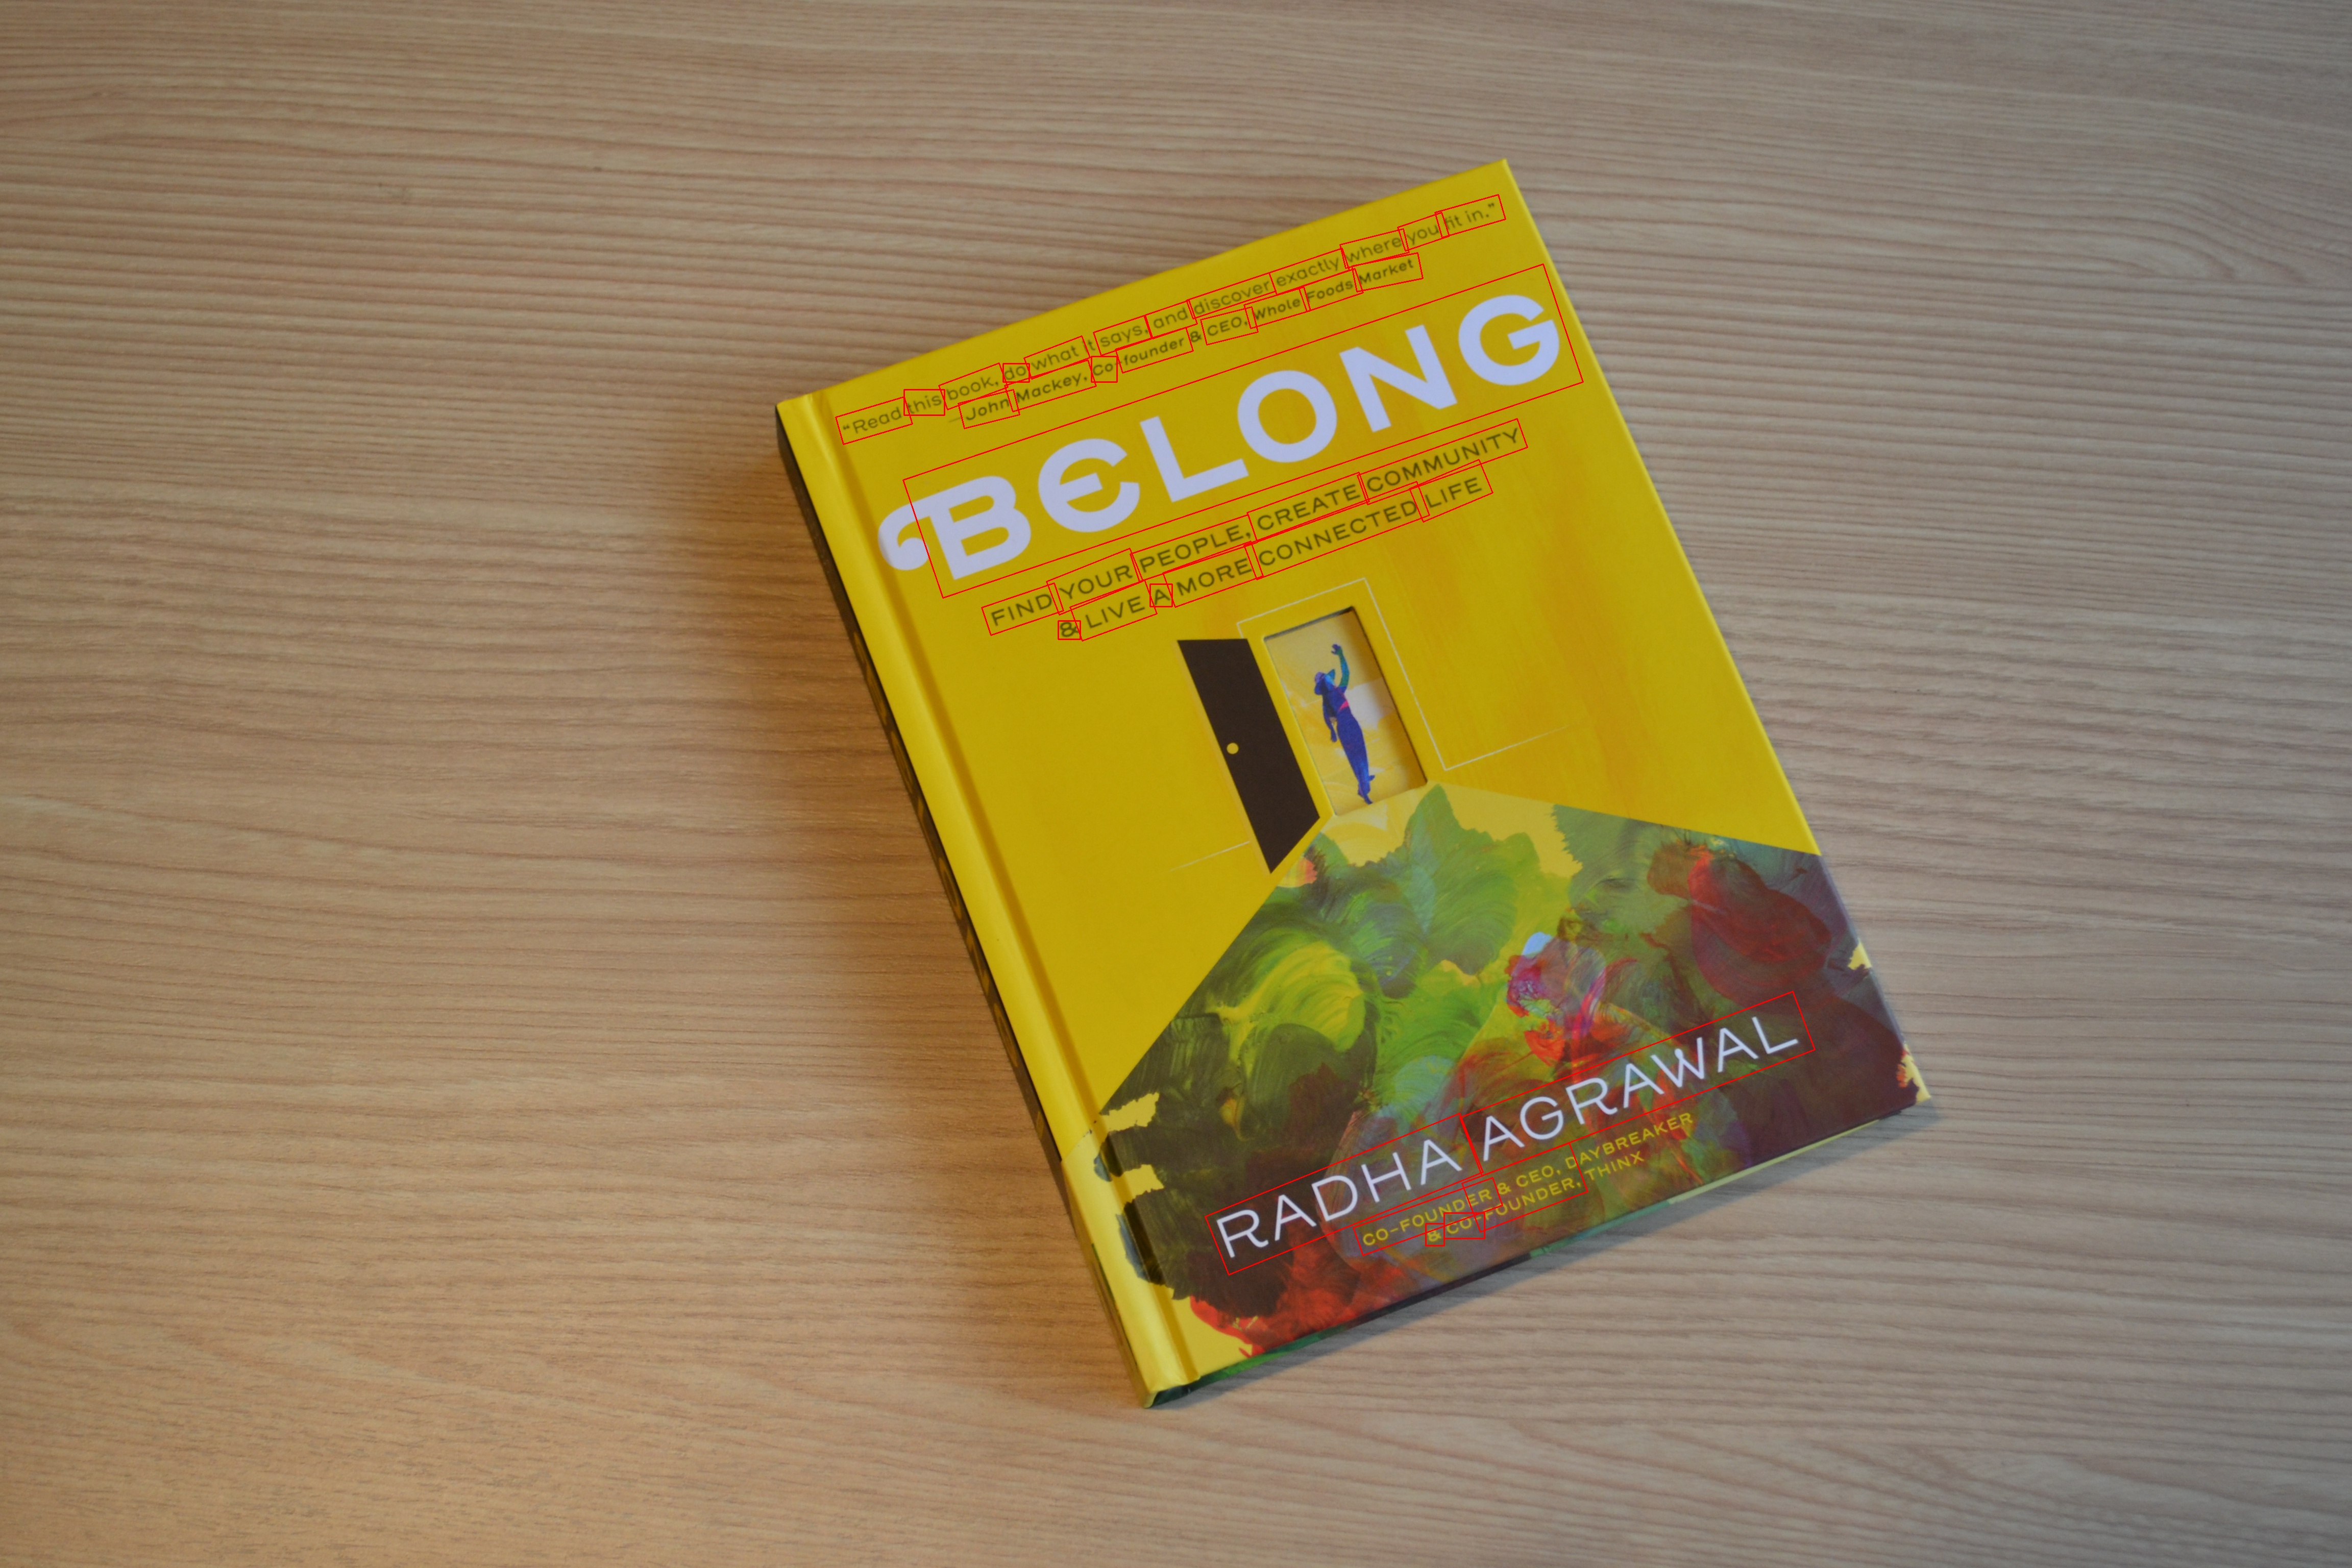 “Read this book, do what it says, and discover exactly where you fit in.”
—John Mackey, Co-founder & CEO, Whole Foods Market
BELONG
FIND YOUR PEOPLE, CREATE COMMUNITY
& LIVE A MORE CONNECTED LIFE
RADHA AGRAWAL
CO-FOUNDER & CEO, DAYBREAKER
& CO-FOUNDER, THINX